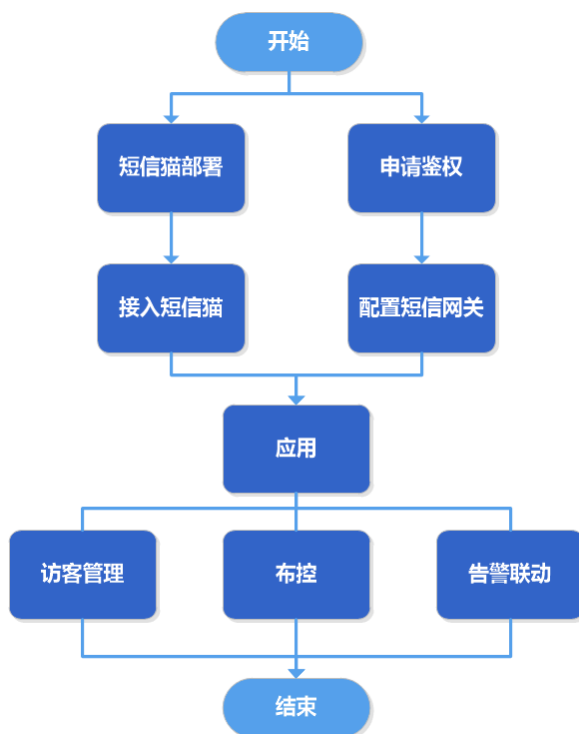 开始
短信猫部署
申请鉴权
接入短信猫
配置短信网关
应用
访客管理
布控
告警联动
结束